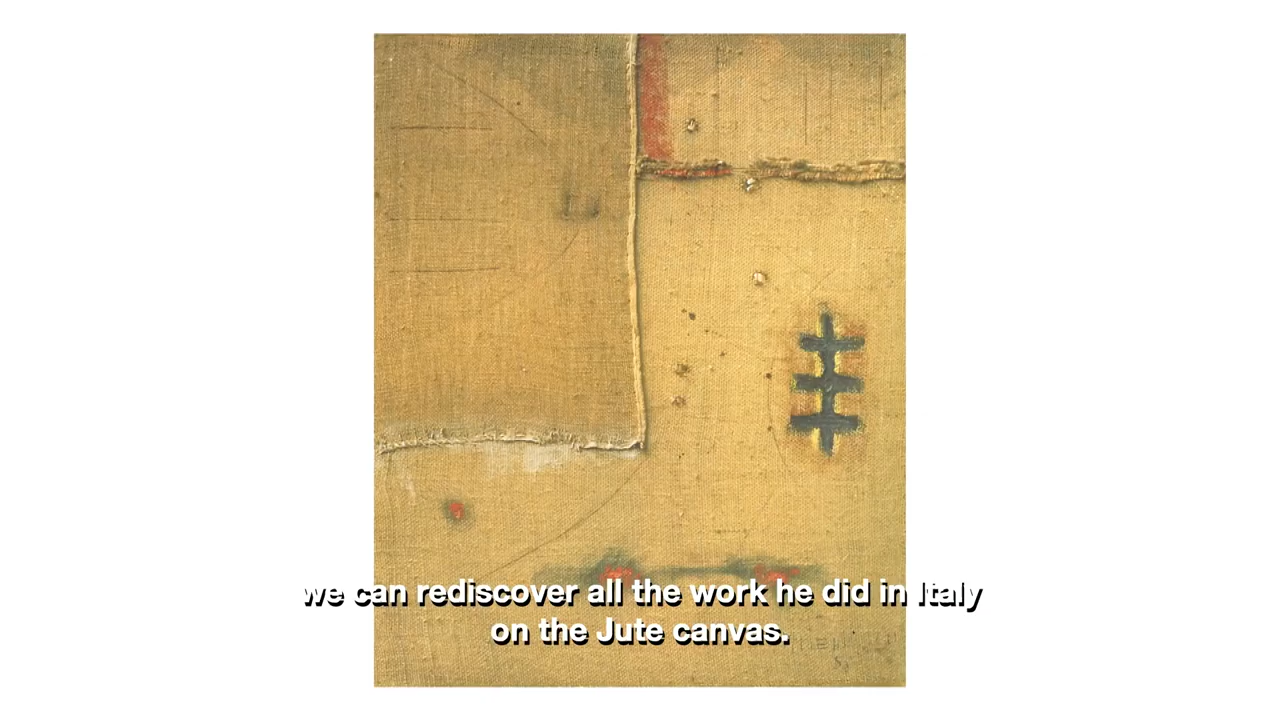 we can rediscover all the work he did in Italy
on the Jute canvas.